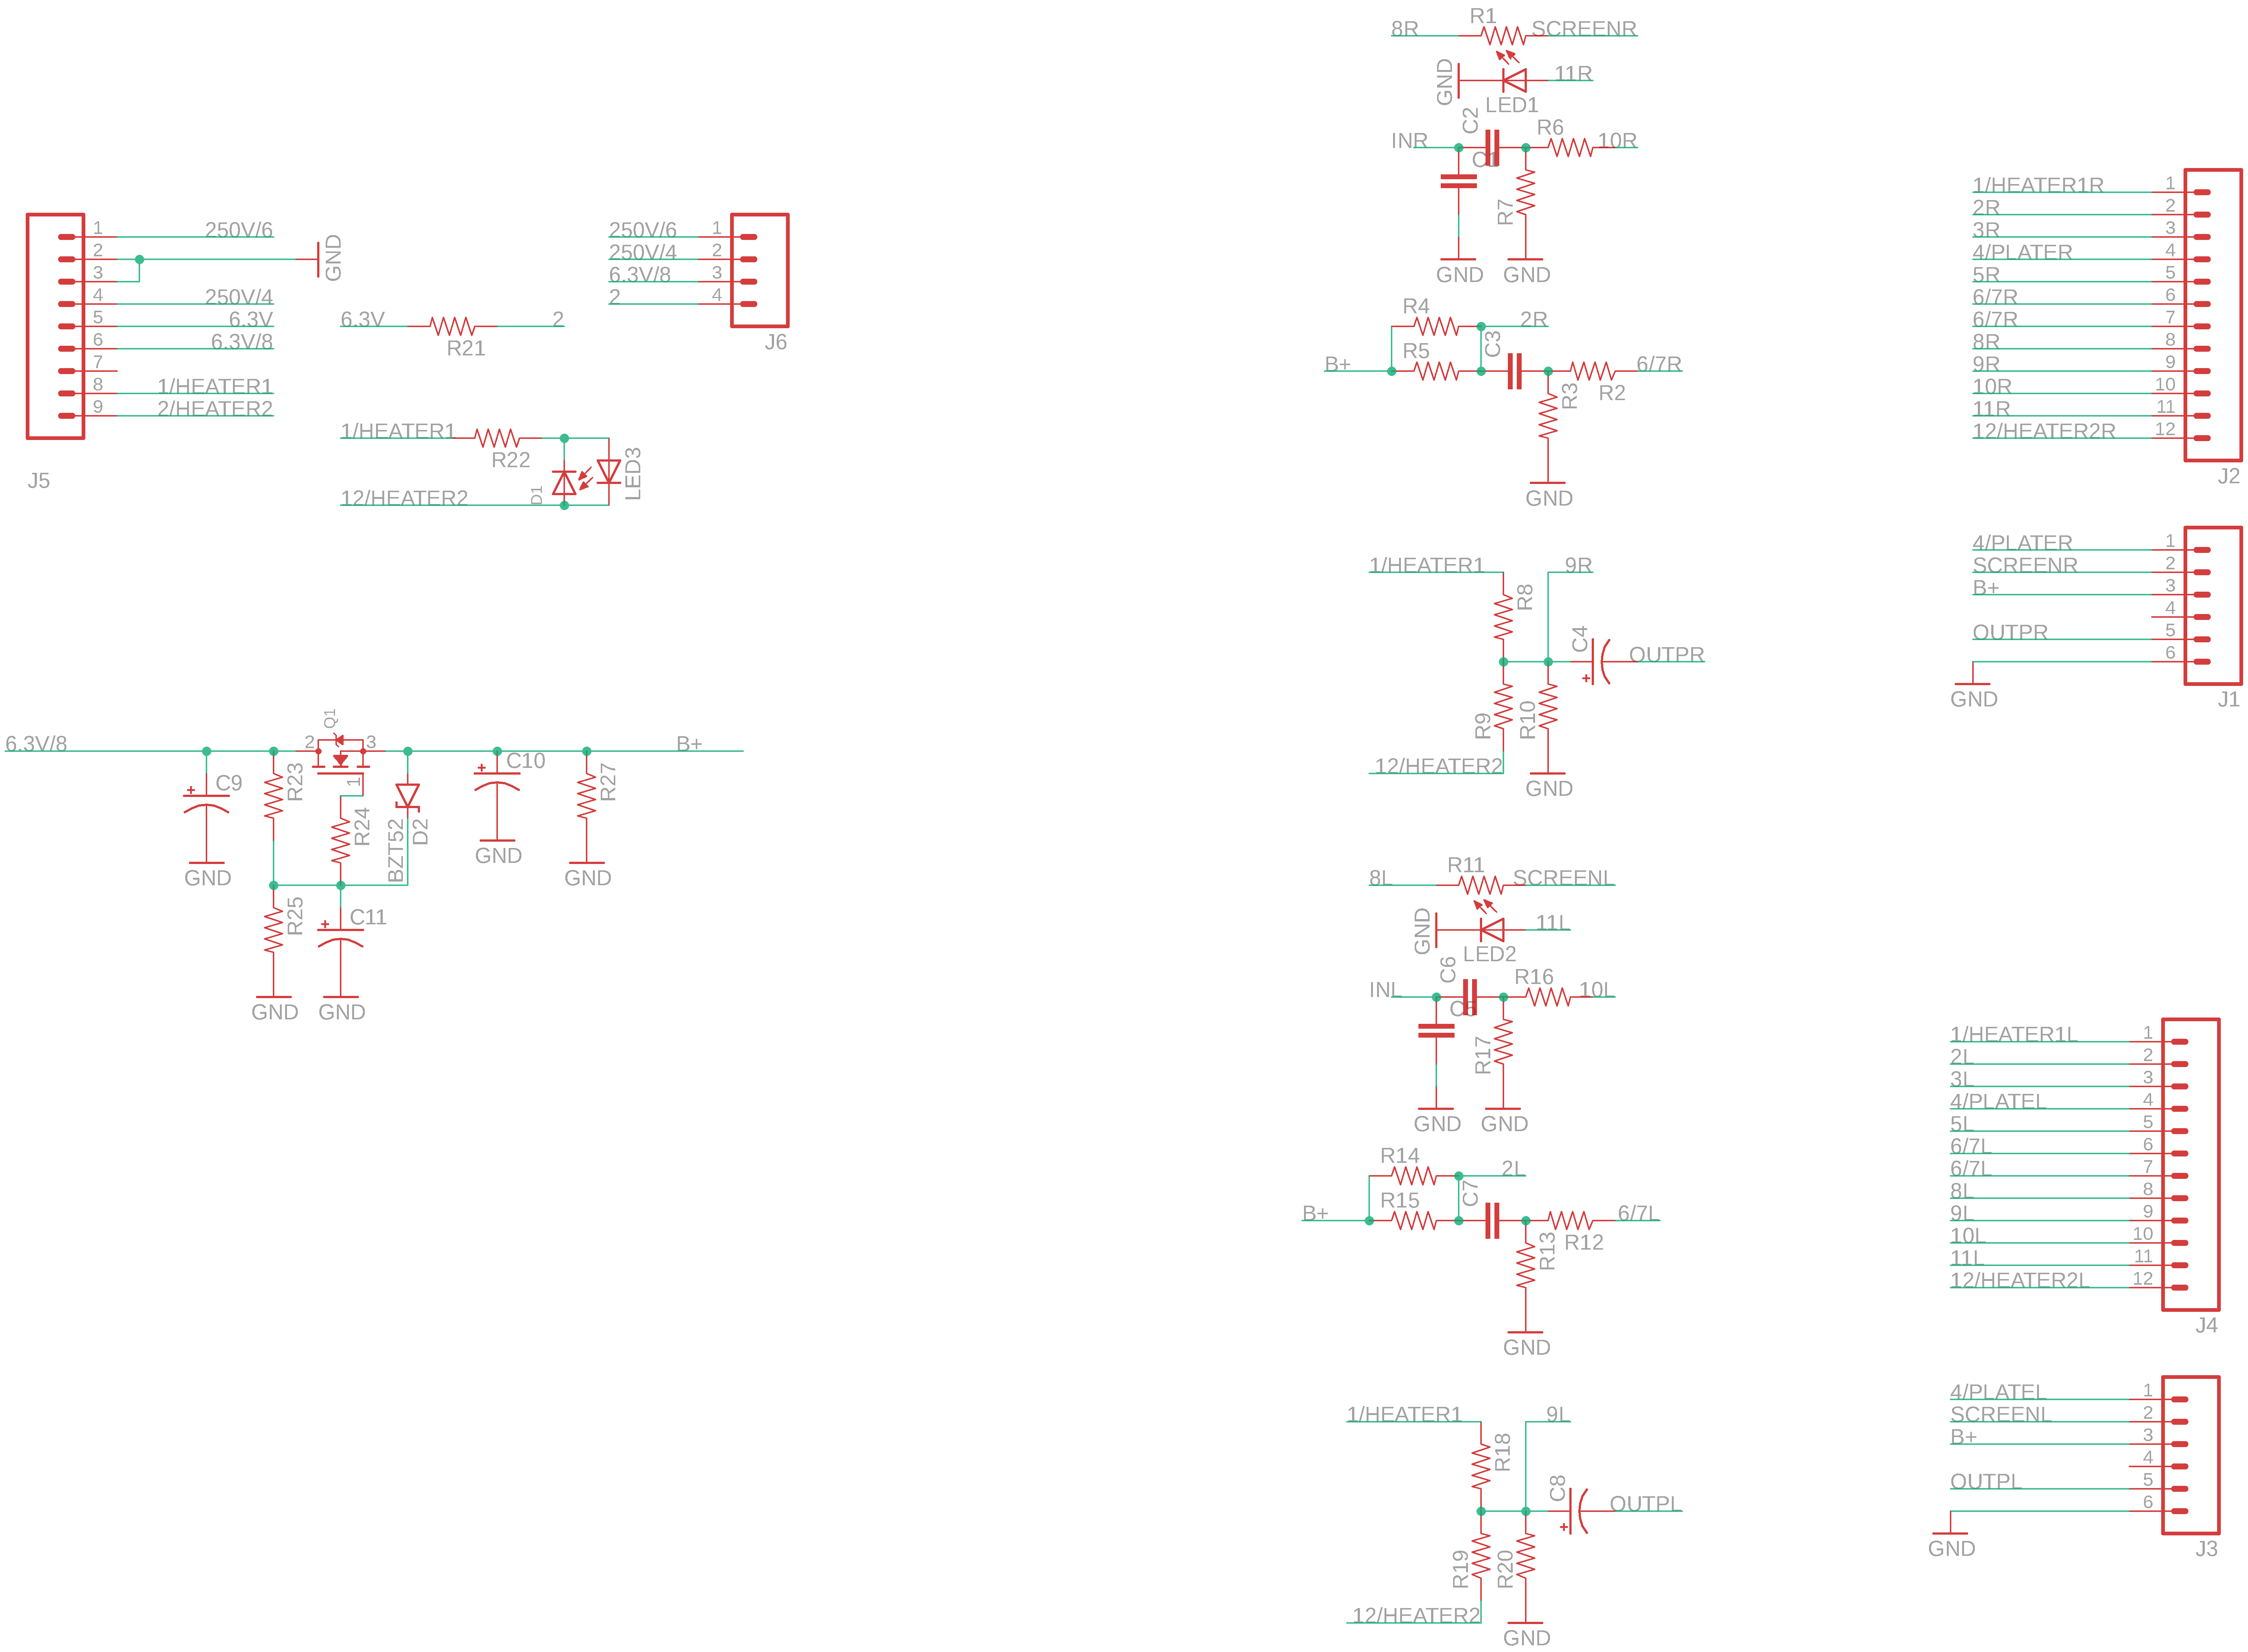 J5
1 250V/6
2 GND
3
4 250V/4
5 6.3V
6 6.3V/8
7
8 1/HEATER1
9 2/HEATER2
6.3V R21 2
1/HEATER1 R22
12/HEATER2 D1 LED3
250V/6 1
250V/4 2
6.3V/8 3
2 4
J6
6.3V/8 Q1 2 3 1 B+
C9 R23 R24 BZT52 D2 C10 R27
GND GND GND
R25 C11
GND GND
8R R1 SCREENR
GND LED1 11R
INR C2 R6 10R
C1 R7
GND GND
R4 2R
B+ R5 C3 6/7R
R3 R2
GND
1/HEATER1 9R
R8 C4 OUTPR
R9 R10
12/HEATER2 GND
8L R11 SCREENL
GND LED2 11L
INL C6 R16 10L
R17
GND GND
R14 2L
B+ R15 C7 6/7L
R13 R12
GND
1/HEATER1 9L
R18 C8 OUTPL
R19 R20
12/HEATER2 GND
1/HEATER1R 1
2R 2
3R 3
4/PLATER 4
5R 5
6/7R 6
6/7R 7
8R 8
9R 9
10R 10
11R 11
12/HEATER2R 12
J2
4/PLATER 1
SCREENR 2
B+ 3
4
OUTPR 5
6
GND J1
1/HEATER1L 1
2L 2
3L 3
4/PLATEL 4
5L 5
6/7L 6
6/7L 7
8L 8
9L 9
10L 10
11L 11
12/HEATER2L 12
J4
4/PLATEL 1
SCREENL 2
B+ 3
4
OUTPL 5
6
GND J3